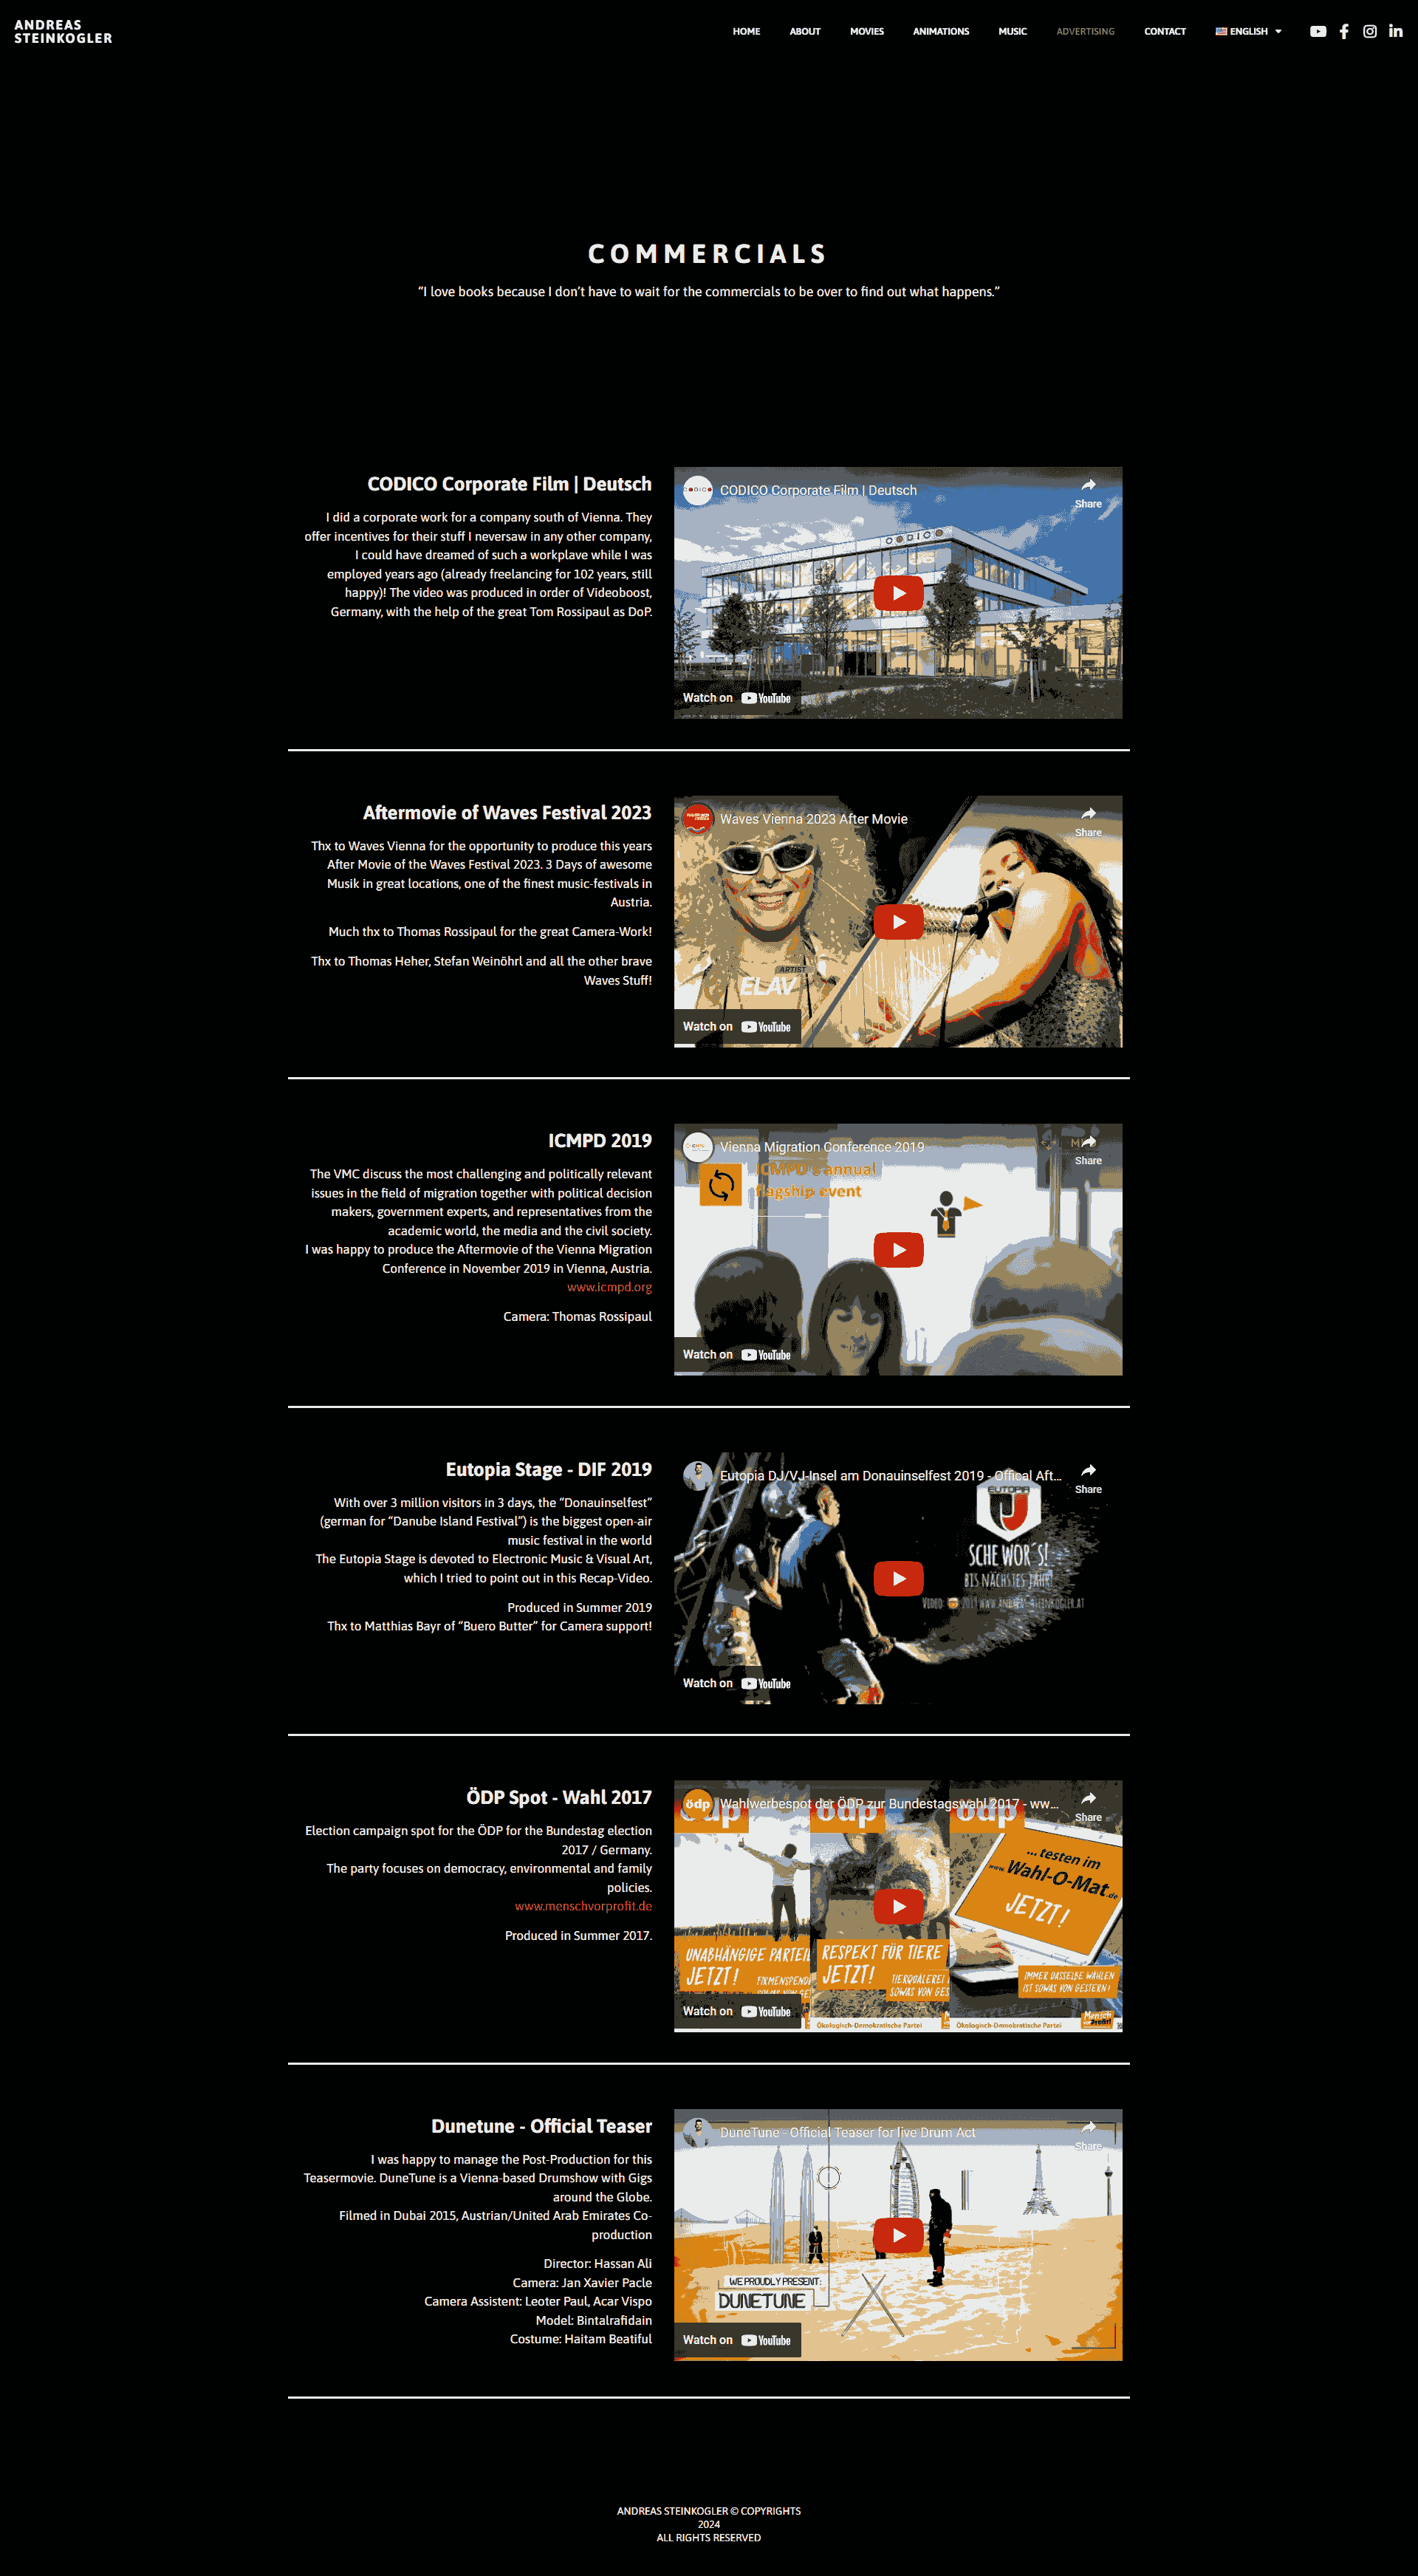 ANDREAS
STEINKOGLER
HOME ABOUT MOVIES ANIMATIONS MUSIC ADVERTISING CONTACT ENGLISH
COMMERCIALS
“I love books because I don’t have to wait for the commercials to be over to find out what happens.”
CODICO Corporate Film | Deutsch
I did a corporate work for a company south of Vienna. They
offer incentives for their stuff I neversaw in any other company,
I could have dreamed of such a workplave while I was
employed years ago (already freelancing for 102 years, still
happy)! The video was produced in order of Videoboost,
Germany, with the help of the great Tom Rossipaul as DoP.
CODICO
CODICO Corporate Film | Deutsch
Share
CODICO
Watch on YouTube
Aftermovie of Waves Festival 2023
Thx to Waves Vienna for the opportunity to produce this years
After Movie of the Waves Festival 2023. 3 Days of awesome
Musik in great locations, one of the finest music-festivals in
Austria.
Much thx to Thomas Rossipaul for the great Camera-Work!
Thx to Thomas Heher, Stefan Weinöhrl and all the other brave
Waves Stuff!
Waves Vienna 2023 After Movie
Share
ARTIST
ELAV
Watch on YouTube
ICMPD 2019
The VMC discuss the most challenging and politically relevant
issues in the field of migration together with political decision
makers, government experts, and representatives from the
academic world, the media and the civil society.
I was happy to produce the Aftermovie of the Vienna Migration
Conference in November 2019 in Vienna, Austria.
www.icmpd.org
Camera: Thomas Rossipaul
Vienna Migration Conference 2019
Share
ICMPD's annual
flagship event
Watch on YouTube
Eutopia Stage - DIF 2019
With over 3 million visitors in 3 days, the “Donauinselfest”
(german for “Danube Island Festival”) is the biggest open-air
music festival in the world
The Eutopia Stage is devoted to Electronic Music & Visual Art,
which I tried to point out in this Recap-Video.
Produced in Summer 2019
Thx to Matthias Bayr of “Buero Butter” for Camera support!
Eutopia DJ/VJ-Insel am Donauinselfest 2019 - Offical Aft...
Share
EUTOPIA
SCHE WOR´S!
BIS NÄCHSTES JAHR!
Watch on YouTube
ÖDP Spot - Wahl 2017
Election campaign spot for the ÖDP for the Bundestag election
2017 / Germany.
The party focuses on democracy, environmental and family
policies.
www.menschvorprofit.de
Produced in Summer 2017.
ödp
Wahlwerbespot der ÖDP zur Bundestagswahl 2017 - ww...
Share
ödp ödp ödp
... testen im
www. Wahl-O-Mat.de
JETZT!
UNABHÄNGIGE PARTEI
JETZT!
FIRMENSPEND
RESPEKT FÜR TIERE
JETZT!
TIERQUÄLEREI
SOWAS VON GES
IMMER DASSELBE WÄHLEN
IST SOWAS VON GESTERN!
Watch on YouTube
Ökologisch-Demokratische Partei Ökologisch-Demokratische Partei
Mensch
vor Profit!
Dunetune - Official Teaser
I was happy to manage the Post-Production for this
Teasermovie. DuneTune is a Vienna-based Drumshow with Gigs
around the Globe.
Filmed in Dubai 2015, Austrian/United Arab Emirates Co-
production
Director: Hassan Ali
Camera: Jan Xavier Pacle
Camera Assistent: Leoter Paul, Acar Vispo
Model: Bintalrafidain
Costume: Haitam Beatiful
DuneTune - Official Teaser for live Drum Act
Share
WE PROUDLY PRESENT:
DUNETUNE
Watch on YouTube
ANDREAS STEINKOGLER © COPYRIGHTS
2024
ALL RIGHTS RESERVED